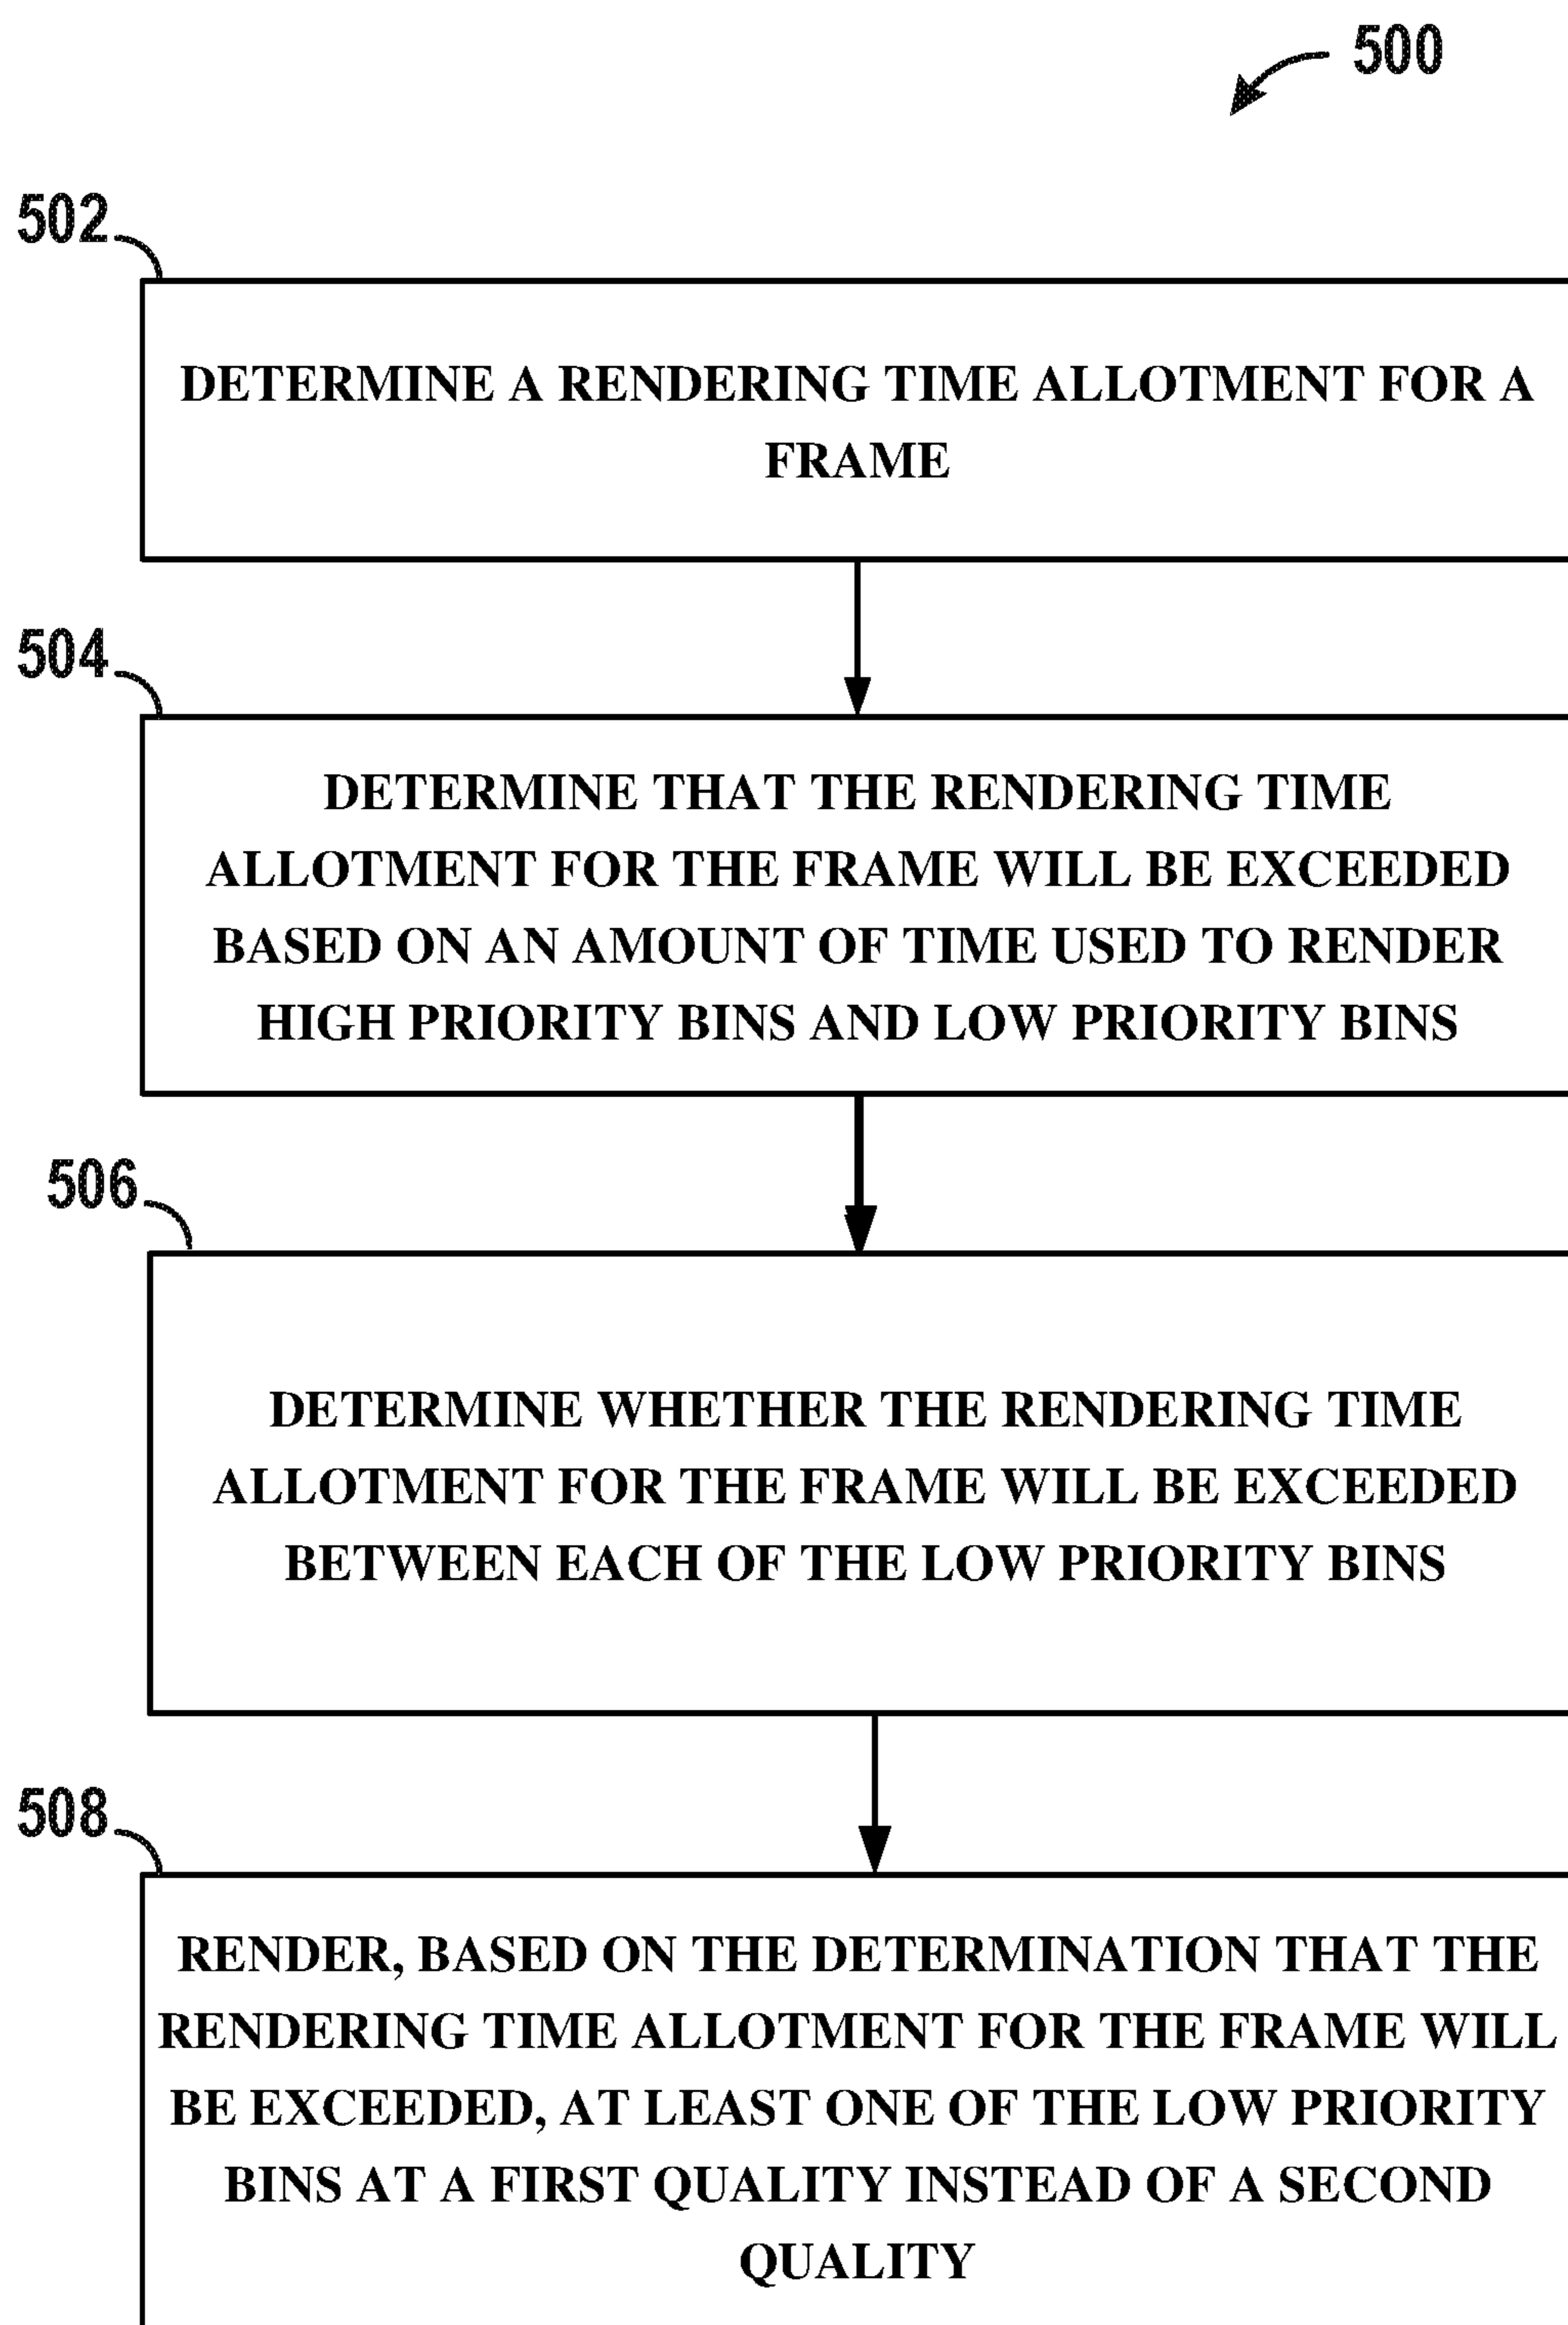 500
502
DETERMINE A RENDERING TIME ALLOTMENT FOR A
FRAME
504
DETERMINE THAT THE RENDERING TIME
ALLOTMENT FOR THE FRAME WILL BE EXCEEDED
BASED ON AN AMOUNT OF TIME USED TO RENDER
HIGH PRIORITY BINS AND LOW PRIORITY BINS
506
DETERMINE WHETHER THE RENDERING TIME
ALLOTMENT FOR THE FRAME WILL BE EXCEEDED
BETWEEN EACH OF THE LOW PRIORITY BINS
508
RENDER, BASED ON THE DETERMINATION THAT THE
RENDERING TIME ALLOTMENT FOR THE FRAME WILL
BE EXCEEDED, AT LEAST ONE OF THE LOW PRIORITY
BINS AT A FIRST QUALITY INSTEAD OF A SECOND
QUALITY